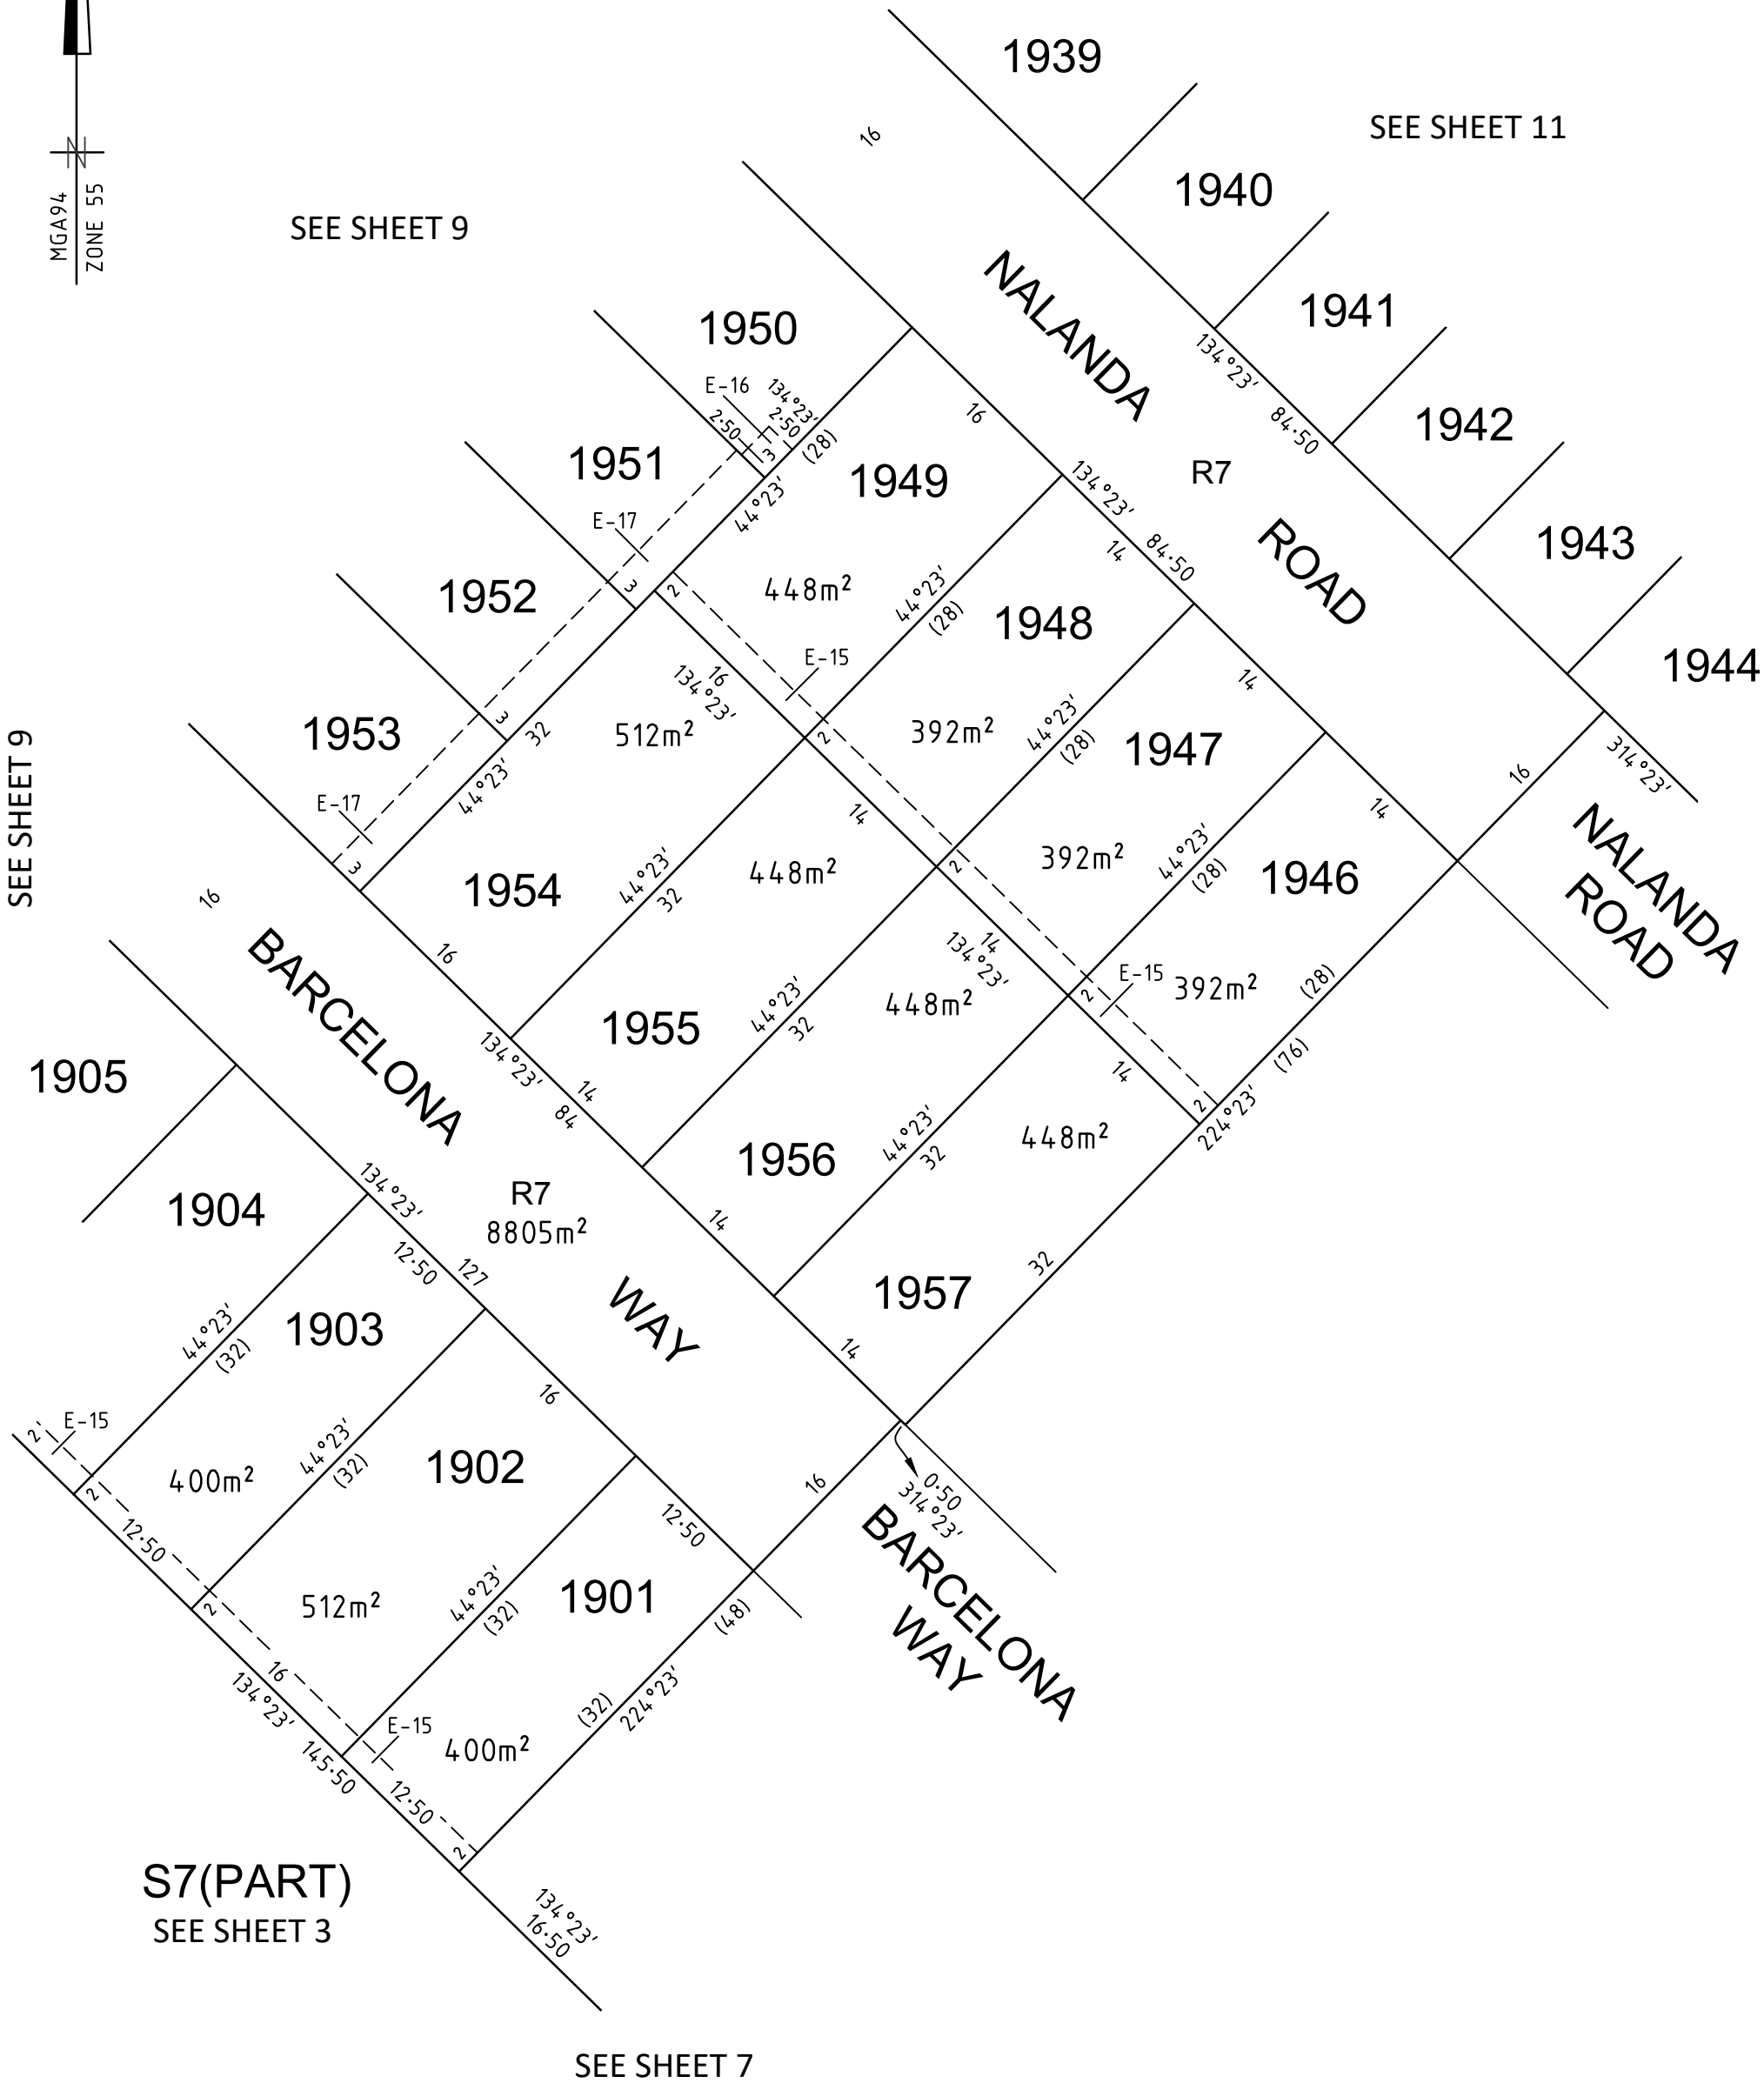 MGA94
ZONE 55
SEE SHEET 9
SEE SHEET 11
1939
1940
1941
1942
1943
1944
16
134°23'
84·50
NALANDA
R7
ROAD
314°23'
16
NALANDA
ROAD
1950
E-16
134°23'
2·50
2·50
3
(28)
16
1951
E-17
44°23'
3
1949
448m²
134°23'
84·50
14
44°23'
(28)
1948
392m²
14
44°23'
(28)
1947
392m²
14
44°23'
(28)
1946
392m²
(28)
(76)
224°23'
2
E-15
16
134°23'
2
14
2
14
134°23'
2
E-15
14
2
1952
3
1953
E-17
3
44°23'
32
512m²
1954
16
44°23'
32
448m²
1955
134°23'
84
14
44°23'
32
448m²
1956
14
44°23'
32
448m²
1957
14
32
SEE SHEET 9
16
BARCELONA
R7
8805m²
WAY
16
0·50
314°23'
BARCELONA
WAY
1905
1904
134°23'
127
12·50
44°23'
(32)
1903
400m²
16
44°23'
(32)
1902
512m²
12·50
44°23'
(32)
1901
400m²
(48)
(32)
224°23'
2
E-15
2
12·50
2
16
134°23'
145·50
E-15
12·50
2
134°23'
16·50
S7(PART)
SEE SHEET 3
SEE SHEET 7